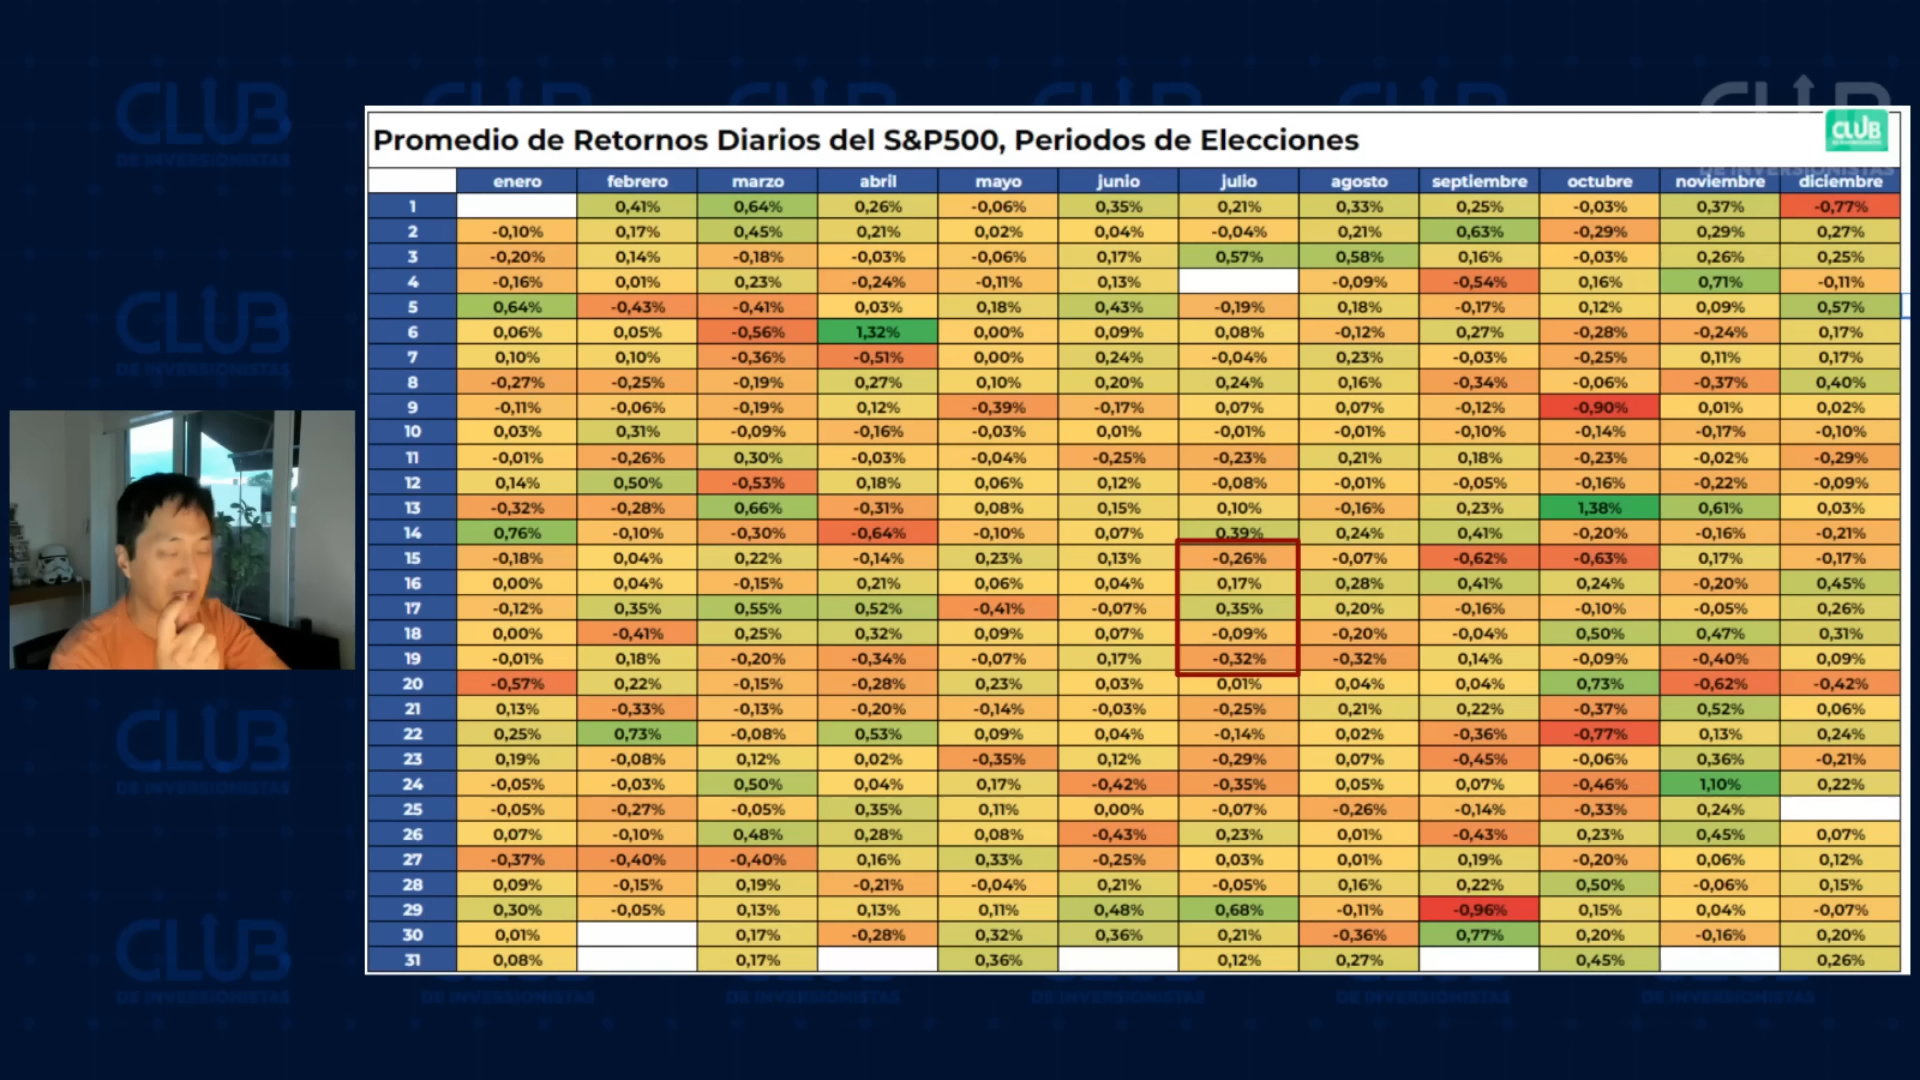 CLUB
DE INVERSIONISTAS
Promedio de Retornos Diarios del S&P500, Periodos de Elecciones
CLUB
enero febrero marzo abril mayo junio julio agosto septiembre octubre noviembre diciembre
1 0,41% 0,64% 0,26% -0,06% 0,35% 0,21% 0,33% 0,25% -0,03% 0,37% -0,77%
2 -0,10% 0,17% 0,45% 0,21% 0,02% 0,04% -0,04% 0,21% 0,63% -0,29% 0,29% 0,27%
3 -0,20% 0,14% -0,18% -0,03% -0,06% 0,17% 0,57% 0,58% 0,16% -0,03% 0,26% 0,25%
4 -0,16% 0,01% 0,23% -0,24% -0,11% 0,13% -0,09% -0,54% 0,16% 0,71% -0,11%
5 0,64% -0,43% -0,41% 0,03% 0,18% 0,43% -0,19% 0,18% -0,17% 0,12% 0,09% 0,57%
6 0,06% 0,05% -0,56% 1,32% 0,00% 0,09% 0,08% -0,12% 0,27% -0,28% -0,24% 0,17%
7 0,10% 0,10% -0,36% -0,51% 0,00% 0,24% -0,04% 0,23% -0,03% -0,25% 0,11% 0,17%
8 -0,27% -0,25% -0,19% 0,27% 0,10% 0,20% 0,24% 0,16% -0,34% -0,06% -0,37% 0,40%
9 -0,11% -0,06% -0,19% 0,12% -0,39% -0,17% 0,07% 0,07% -0,12% -0,90% 0,01% 0,02%
10 0,03% 0,31% -0,09% -0,16% -0,03% 0,01% -0,01% -0,01% -0,10% -0,14% -0,17% -0,10%
11 -0,01% -0,26% 0,30% -0,03% -0,04% -0,25% -0,23% 0,21% 0,18% -0,23% -0,02% -0,29%
12 0,14% 0,50% -0,53% 0,18% 0,06% 0,12% -0,08% -0,01% -0,05% -0,16% -0,22% -0,09%
13 -0,32% -0,28% 0,66% -0,31% 0,08% 0,15% 0,10% -0,16% 0,23% 1,38% 0,61% 0,03%
14 0,76% -0,10% -0,30% -0,64% -0,10% 0,07% 0,39% 0,24% 0,41% -0,20% -0,16% -0,21%
15 -0,18% 0,04% 0,22% -0,14% 0,23% 0,13% -0,26% -0,07% -0,62% -0,63% 0,17% -0,17%
16 0,00% 0,04% -0,15% 0,21% 0,06% 0,04% 0,17% 0,28% 0,41% 0,24% -0,20% 0,45%
17 -0,12% 0,35% 0,55% 0,52% -0,41% -0,07% 0,35% 0,20% -0,16% -0,10% -0,05% 0,26%
18 0,00% -0,41% 0,25% 0,32% 0,09% 0,07% -0,09% -0,20% -0,04% 0,50% 0,47% 0,31%
19 -0,01% 0,18% -0,20% -0,34% -0,07% 0,17% -0,32% -0,32% 0,14% -0,09% -0,40% 0,09%
20 -0,57% 0,22% -0,15% -0,28% 0,23% 0,03% 0,01% 0,04% 0,04% 0,73% -0,62% -0,42%
21 0,13% -0,33% -0,13% -0,20% -0,14% -0,03% -0,25% 0,21% 0,22% -0,37% 0,52% 0,06%
22 0,25% 0,73% -0,08% 0,53% 0,09% 0,04% -0,14% 0,02% -0,36% -0,77% 0,13% 0,24%
23 0,19% -0,08% 0,12% 0,02% -0,35% 0,12% -0,29% 0,07% -0,45% -0,06% 0,36% -0,21%
24 -0,05% -0,03% 0,50% 0,04% 0,17% -0,42% -0,35% 0,05% 0,07% -0,46% 1,10% 0,22%
25 -0,05% -0,27% -0,05% 0,35% 0,11% 0,00% -0,07% -0,26% -0,14% -0,33% 0,24%
26 0,07% -0,10% 0,48% 0,28% 0,08% -0,43% 0,23% 0,01% -0,43% 0,23% 0,45% 0,07%
27 -0,37% -0,40% -0,40% 0,16% 0,33% -0,25% 0,03% 0,01% 0,19% -0,20% 0,06% 0,12%
28 0,09% -0,15% 0,19% -0,21% -0,04% 0,21% -0,05% 0,16% 0,22% 0,50% -0,06% 0,15%
29 0,30% -0,05% 0,13% 0,13% 0,11% 0,48% 0,68% -0,11% -0,96% 0,15% 0,04% -0,07%
30 0,01% 0,17% -0,28% 0,32% 0,36% 0,21% -0,36% 0,77% 0,20% -0,16% 0,20%
31 0,08% 0,17% 0,36% 0,12% 0,27% 0,45% 0,26%